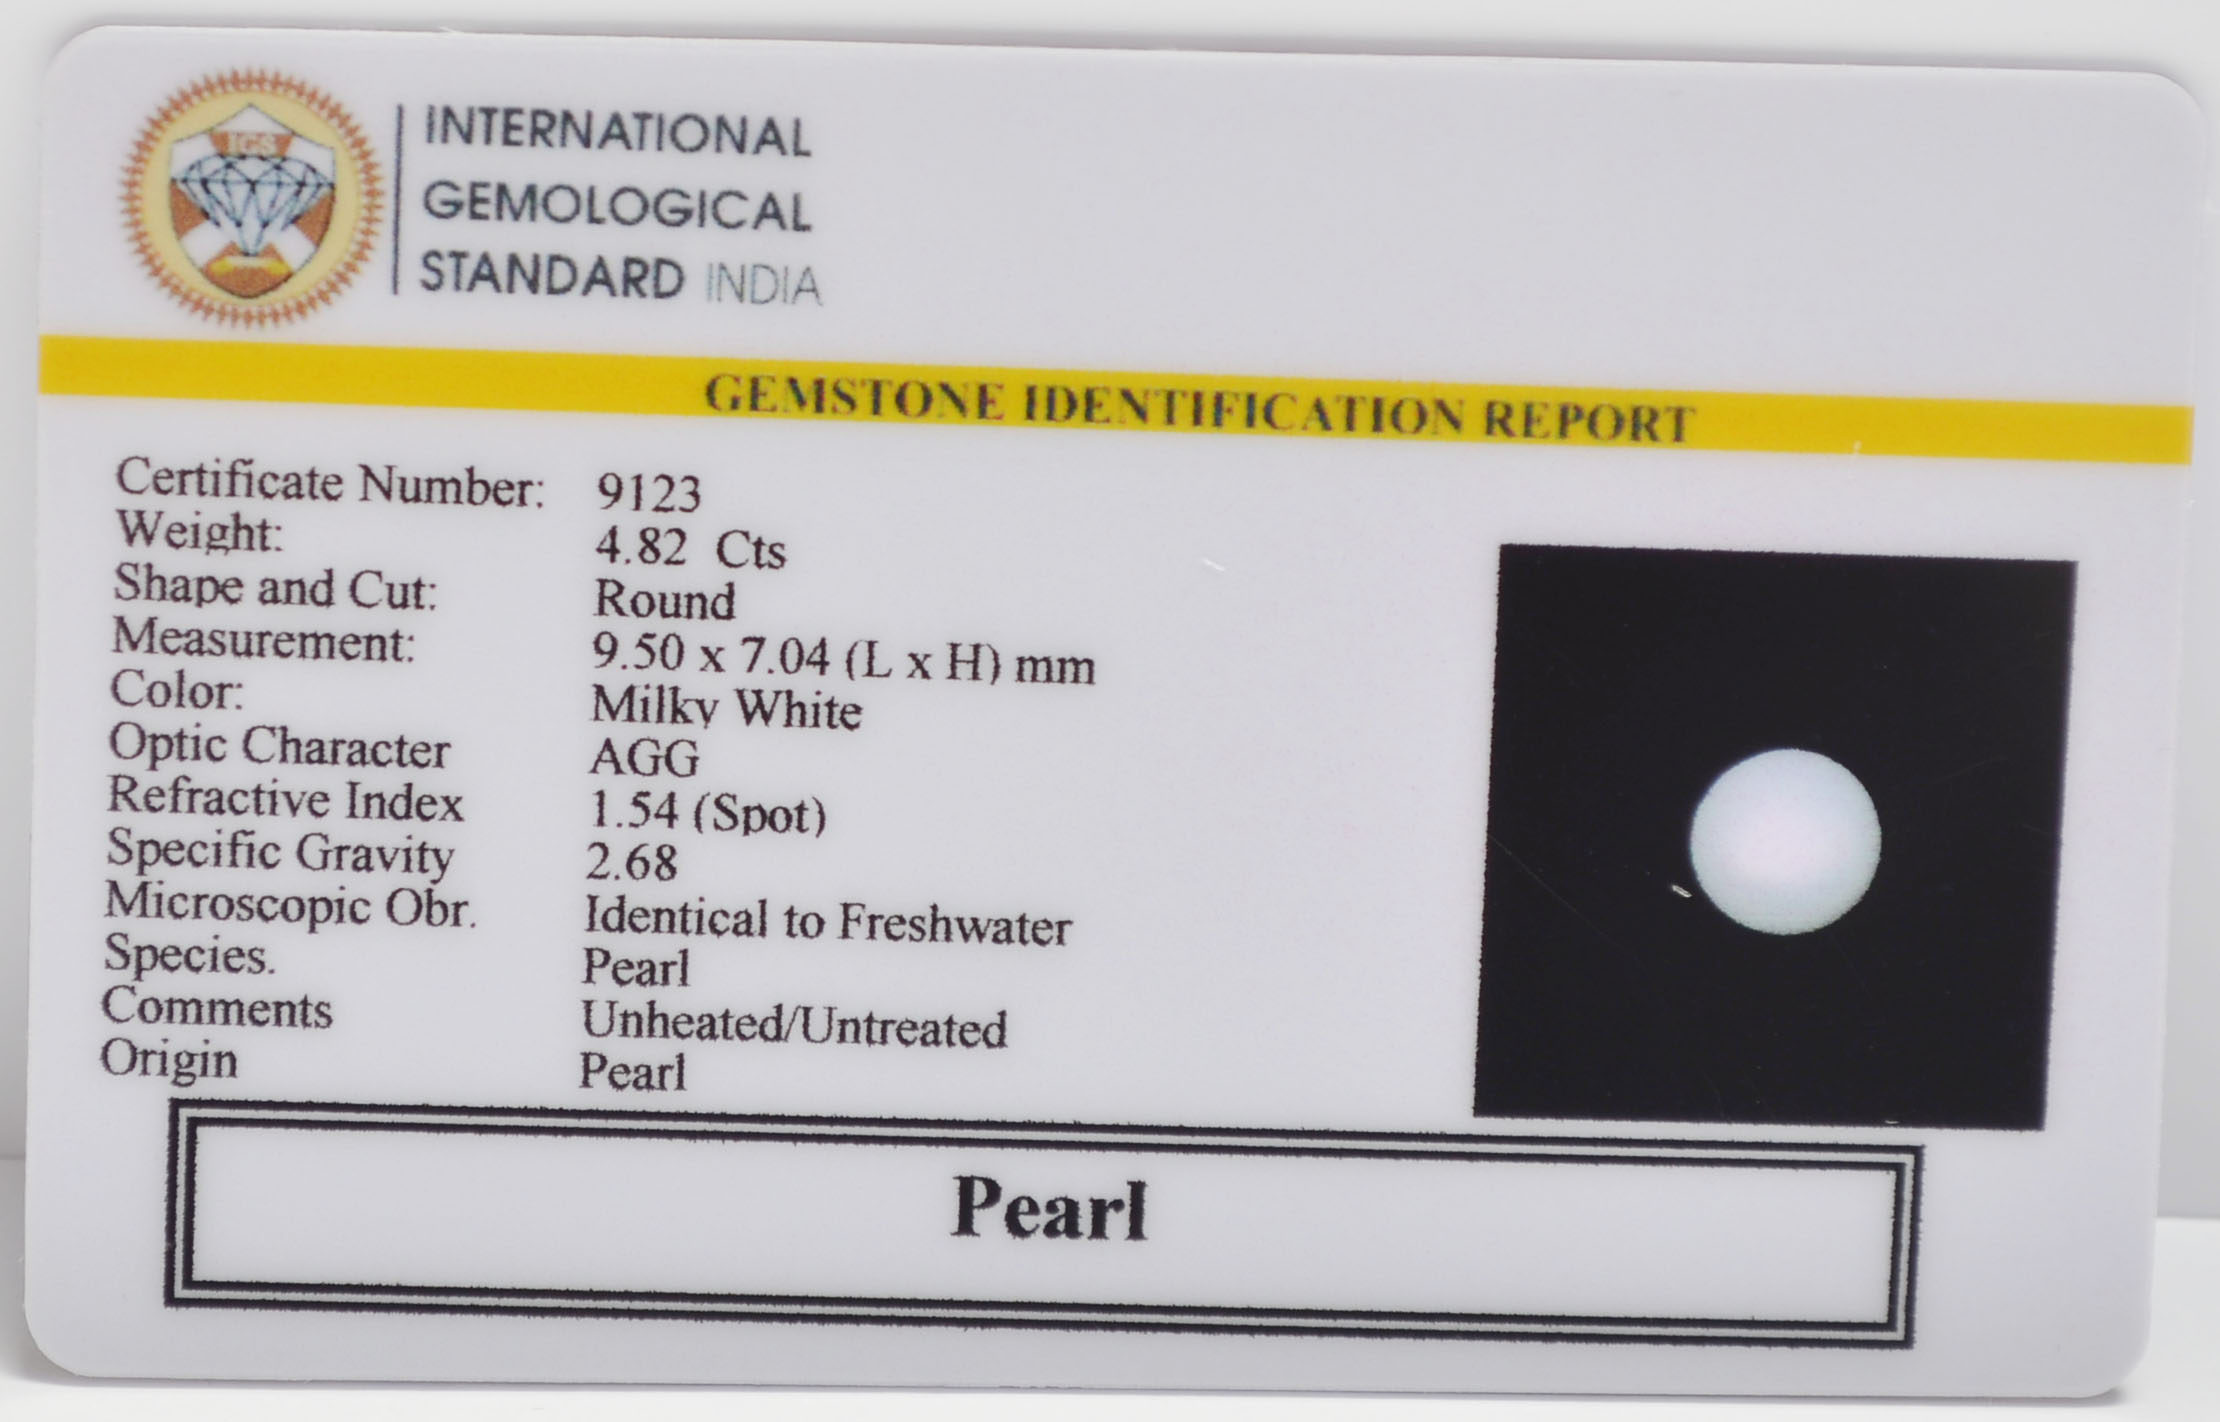 IGS
INTERNATIONAL
GEMOLOGICAL
STANDARD INDIA
GEMSTONE IDENTIFICATION REPORT
Certificate Number: 9123
Weight: 4.82 Cts
Shape and Cut: Round
Measurement: 9.50 x 7.04 (L x H) mm
Color: Milky White
Optic Character AGG
Refractive Index 1.54 (Spot)
Specific Gravity 2.68
Microscopic Obr. Identical to Freshwater
Species. Pearl
Comments Unheated/Untreated
Origin Pearl
Pearl